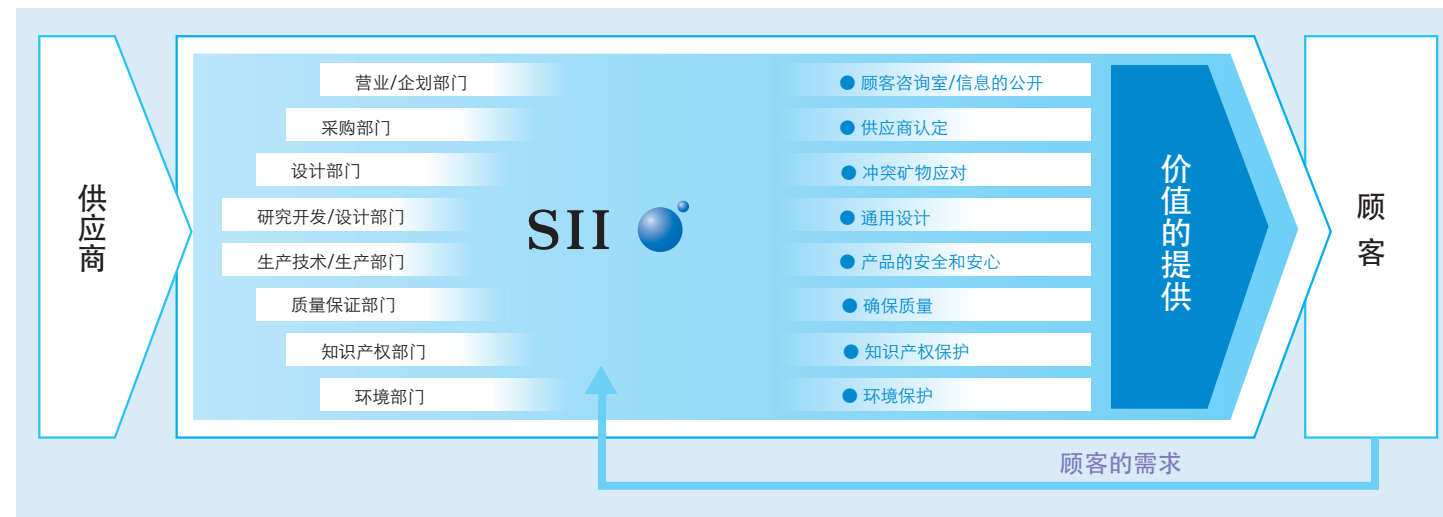 供应商
营业/企划部门
采购部门
设计部门
研究开发/设计部门
生产技术/生产部门
质量保证部门
知识产权部门
环境部门
SII
● 顾客咨询室/信息的公开
● 供应商认定
● 冲突矿物应对
● 通用设计
● 产品的安全和安心
● 确保质量
● 知识产权保护
● 环境保护
价值的提供
顾客
顾客的需求